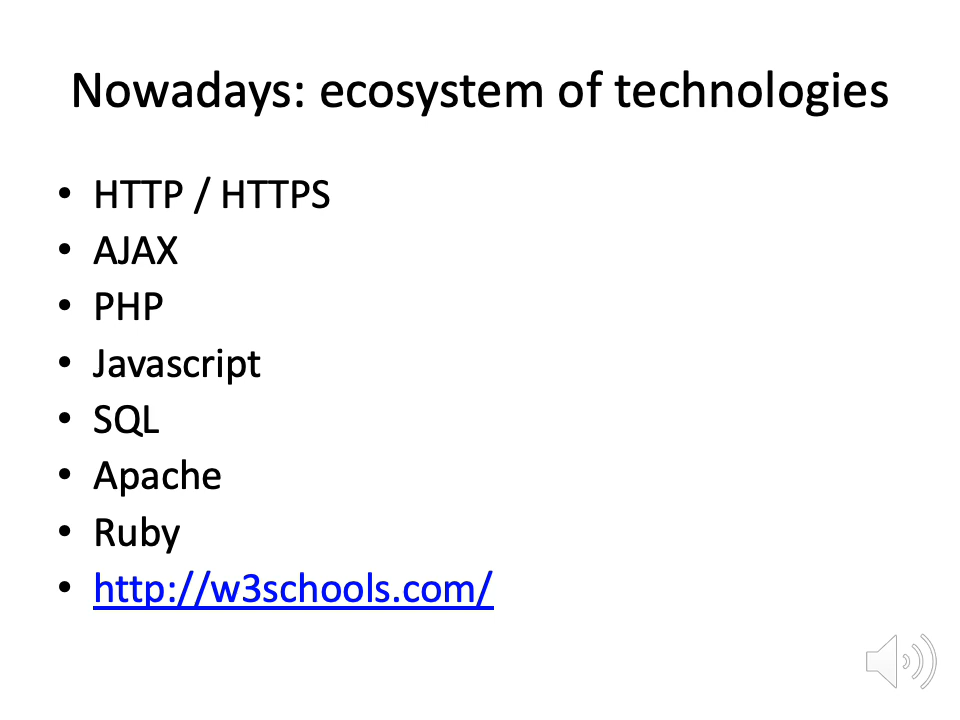 Nowadays: ecosystem of technologies
• HTTP / HTTPS
• AJAX
• PHP
• Javascript
• SQL
• Apache
• Ruby
• http://w3schools.com/